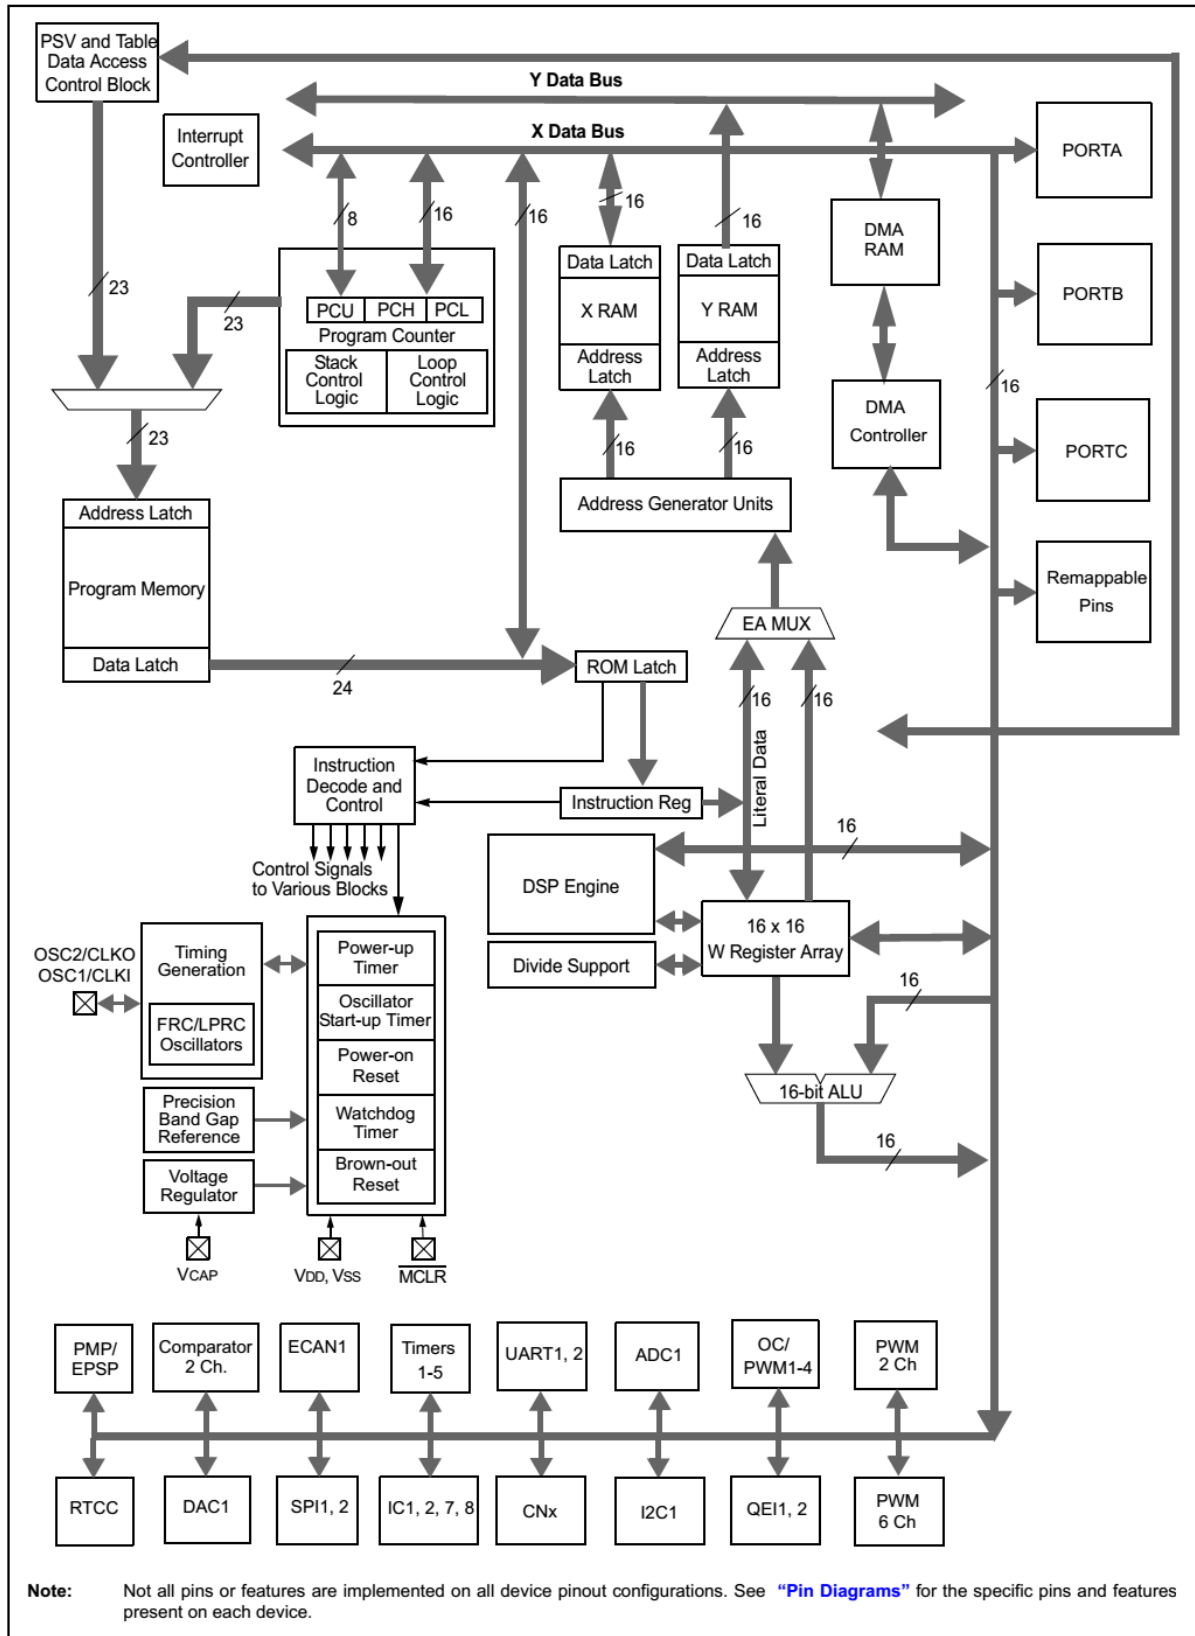 PSV and Table
Data Access
Control Block
Y Data Bus
Interrupt
Controller
X Data Bus
PORTA
8
16
16
16
16
DMA
RAM
23
23
Data Latch
Data Latch
PCU
PCH
PCL
X RAM
Y RAM
PORTB
Program Counter
Stack
Control
Logic
Loop
Control
Logic
Address
Latch
Address
Latch
16
23
16
16
DMA
Controller
PORTC
Address Latch
Address Generator Units
Program Memory
Remappable
Pins
EA MUX
Data Latch
24
ROM Latch
16
16
Literal Data
Instruction
Decode and
Control
Instruction Reg
16
Control Signals
to Various Blocks
DSP Engine
16 x 16
W Register Array
Divide Support
OSC2/CLKO
OSC1/CLKI
Timing
Generation
Power-up
Timer
16
FRC/LPRC
Oscillators
Oscillator
Start-up Timer
Power-on
Reset
16-bit ALU
Precision
Band Gap
Reference
Watchdog
Timer
16
Voltage
Regulator
Brown-out
Reset
VCAP
VDD, VSS
MCLR
PMP/
EPSP
Comparator
2 Ch.
ECAN1
Timers
1-5
UART1, 2
ADC1
OC/
PWM1-4
PWM
2 Ch
RTCC
DAC1
SPI1, 2
IC1, 2, 7, 8
CNx
I2C1
QEI1, 2
PWM
6 Ch
Note: Not all pins or features are implemented on all device pinout configurations. See “Pin Diagrams” for the specific pins and features
present on each device.